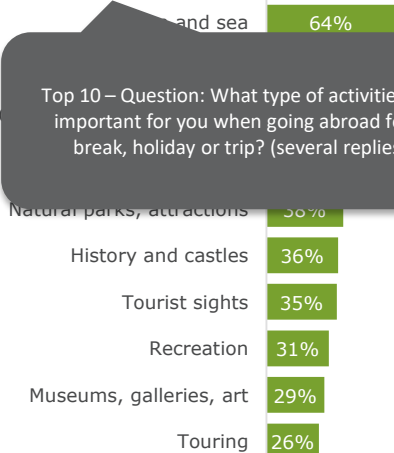 and sea 64%
Top 10 – Question: What type of activitie
important for you when going abroad f
break, holiday or trip? (several replies
Natural parks, attractions 38%
History and castles 36%
Tourist sights 35%
Recreation 31%
Museums, galleries, art 29%
Touring 26%